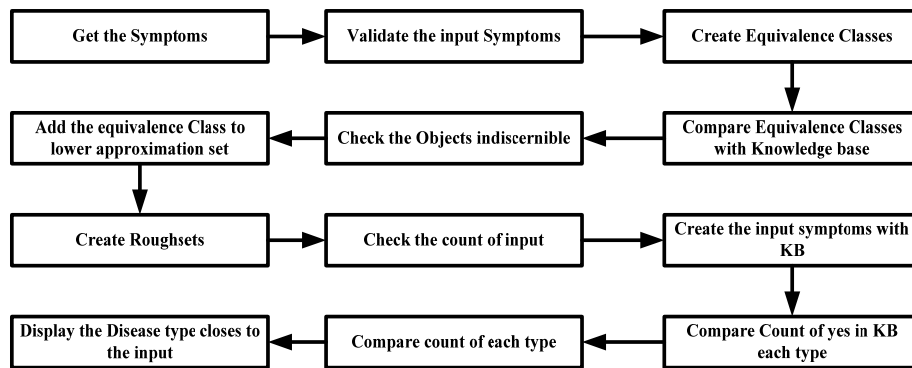 Get the Symptoms
Validate the input Symptoms
Create Equivalence Classes
Compare Equivalence Classes
with Knowledge base
Check the Objects indiscernible
Add the equivalence Class to
lower approximation set
Create Roughsets
Check the count of input
Create the input symptoms with
KB
Compare Count of yes in KB
each type
Compare count of each type
Display the Disease type closes to
the input